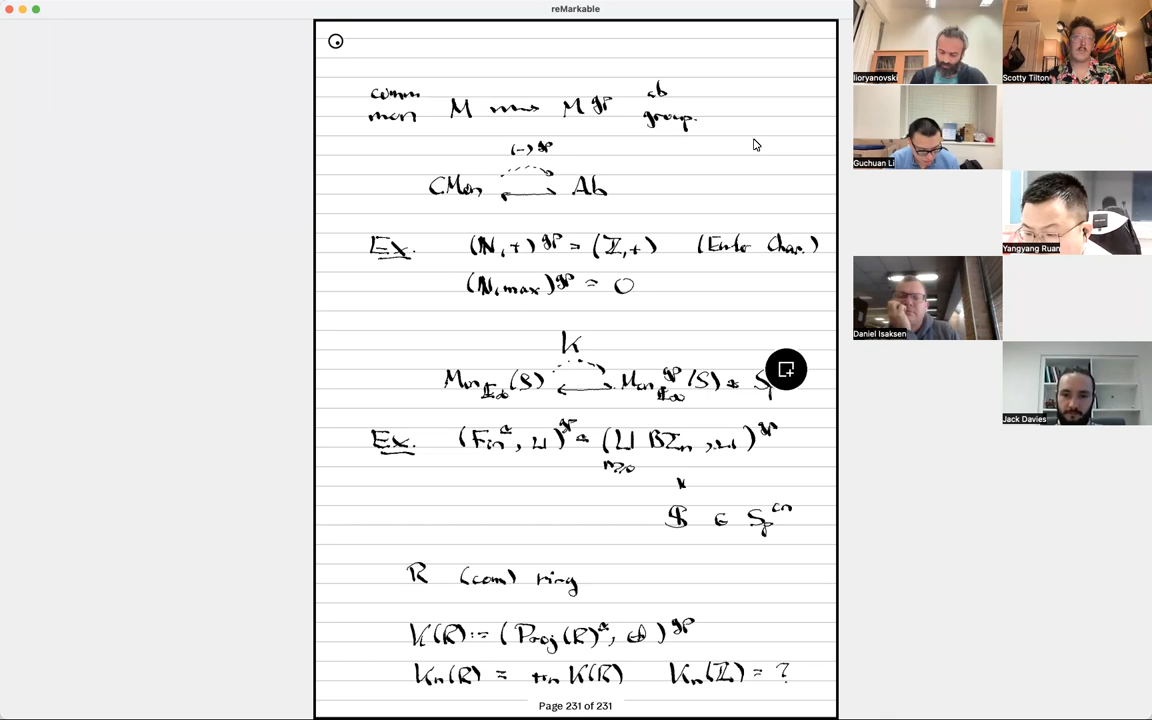 reMarkable
comm mon M ⇝ M^gp ab group.
(-)^gp
CMon ⇄ Ab
Ex. (ℕ, +)^gp = (ℤ, +) (Euler Char.)
(ℕ, max)^gp = 0
K
Mon_{E∞}(S) ⇄ Mon^gp_{E∞}(S) ≃ Sp
Ex. (Fin^≃, ⊔)^gp ≃ (⊔_{n≥0} BΣ_n, ⊔)^gp
𝕊 ∈ Sp^cn
R (com) ring
K(R) := (Proj(R)^≃, ⊕)^gp
K_n(R) = π_n K(R) K_n(ℤ) = ?
Page 231 of 231
lioryanovski
Scotty Tilton
Guchuan Li
Yangyang Ruan
Daniel Isaksen
Jack Davies